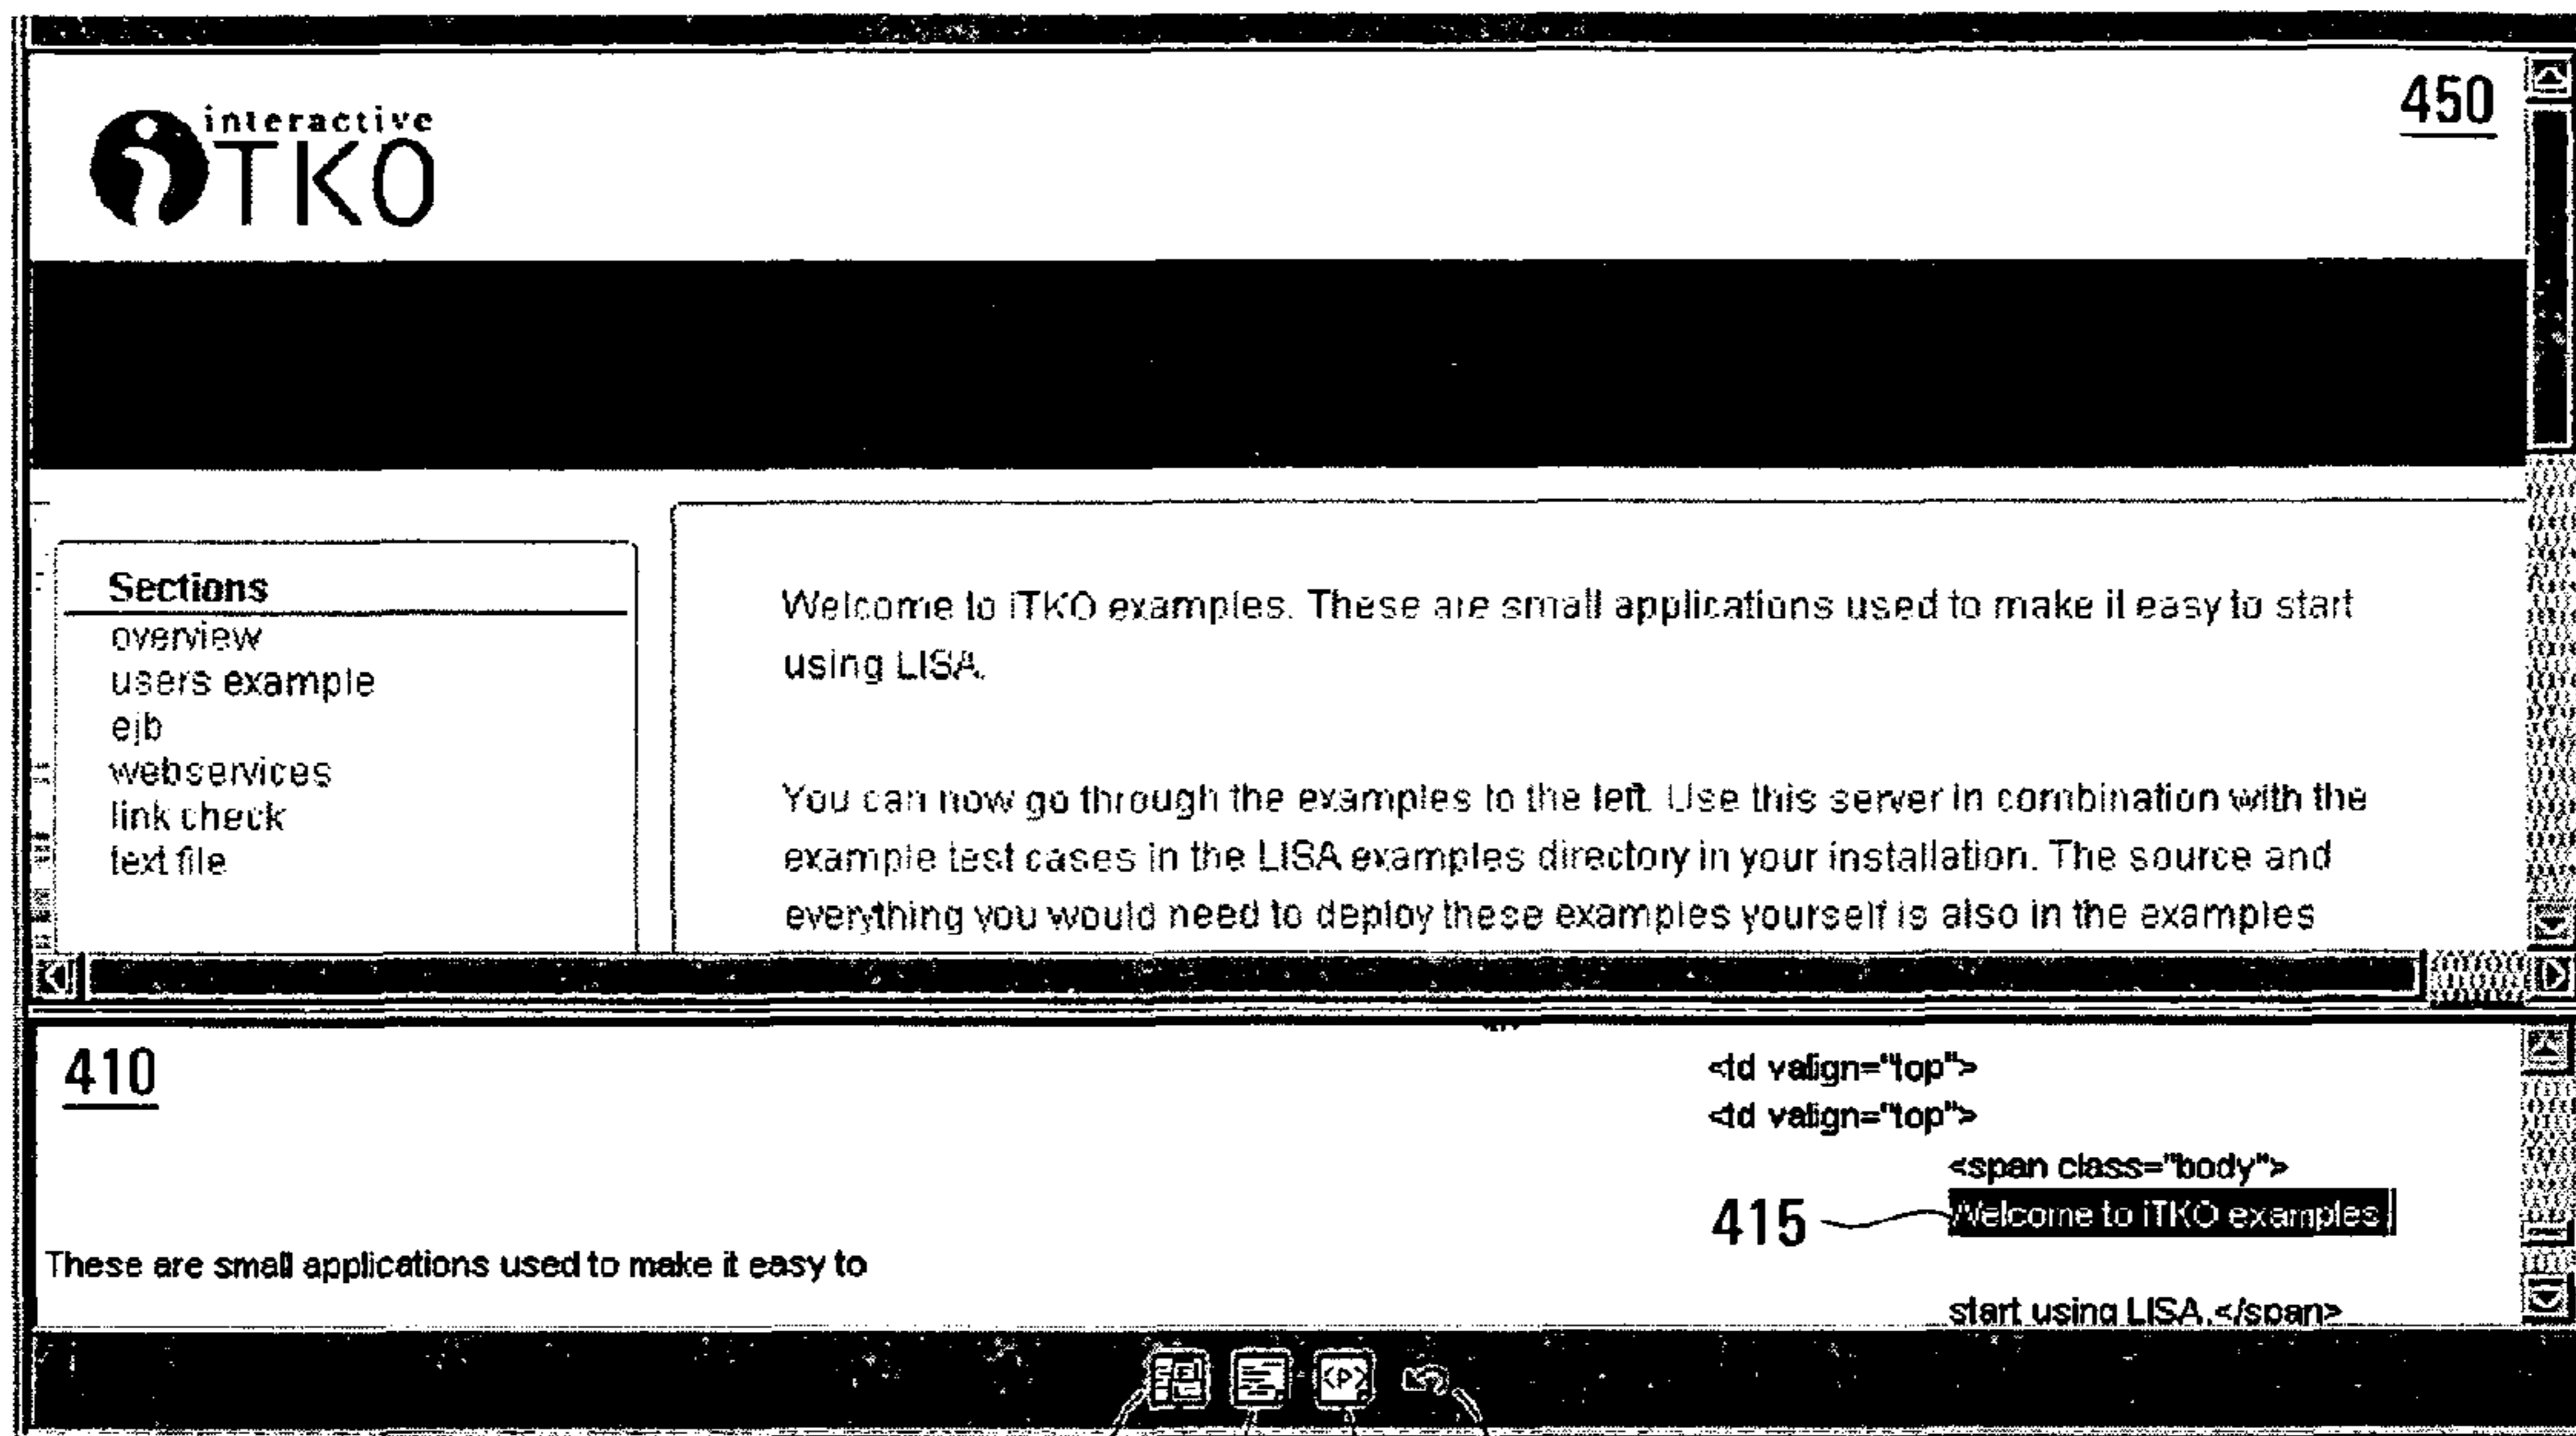 450
interactive
iTKO
Sections
overview
users example
ejb
webservices
link check
text file
Welcome to iTKO examples. These are small applications used to make it easy to start
using LISA.
You can now go through the examples to the left. Use this server in combination with the
example test cases in the LISA examples directory in your installation. The source and
everything you would need to deploy these examples yourself is also in the examples
410
<td valign="top">
<td valign="top">
<span class="body">
415
Welcome to iTKO examples.
These are small applications used to make it easy to
start using LISA.</span>
<P>